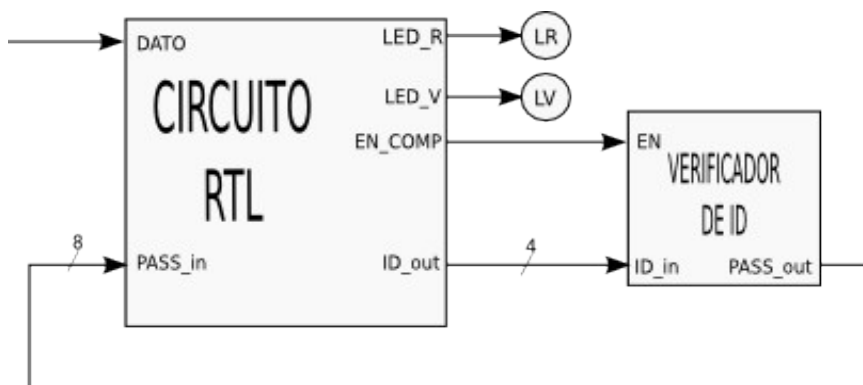 DATO
LED_R
LR
CIRCUITO
RTL
LED_V
LV
EN_COMP
EN
VERIFICADOR
DE ID
8
PASS_in
ID_out
4
ID_in
PASS_out